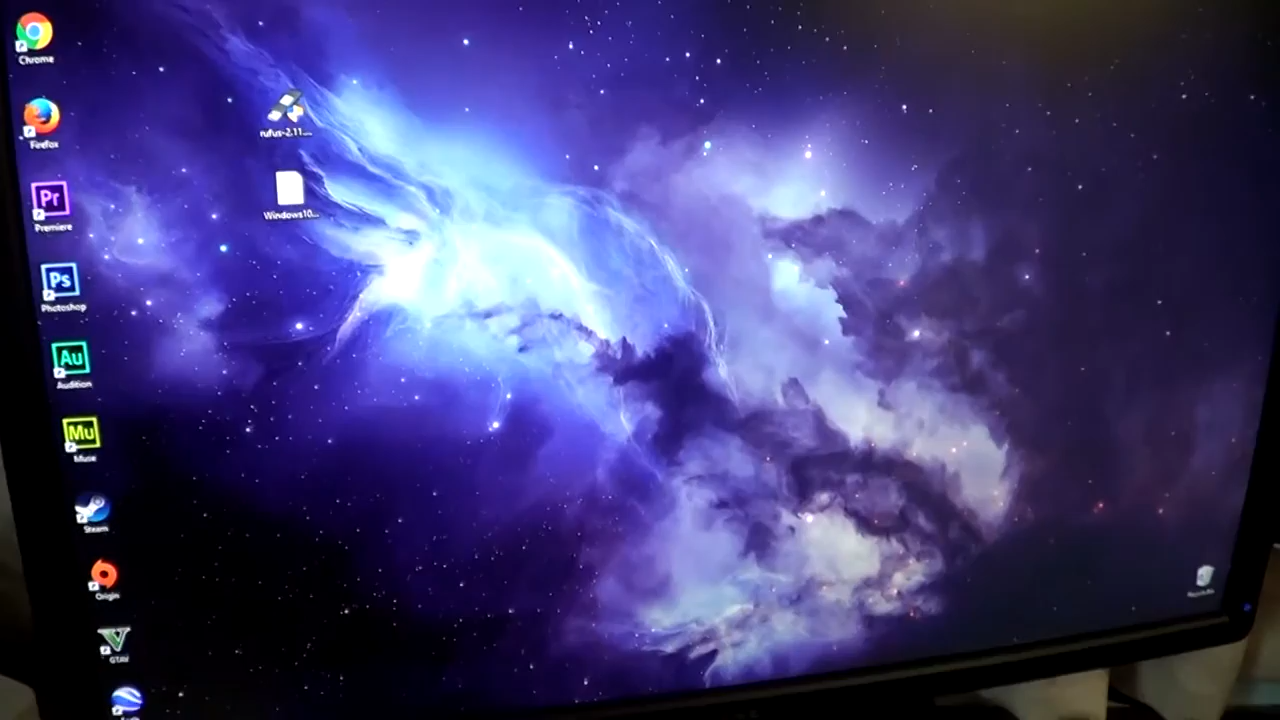 Chrome
Firefox
Pr
Premiere
Ps
Photoshop
Au
Audition
Mu
Muse
Steam
Origin
V
GTAV
rufus-2.11....
Windows10...